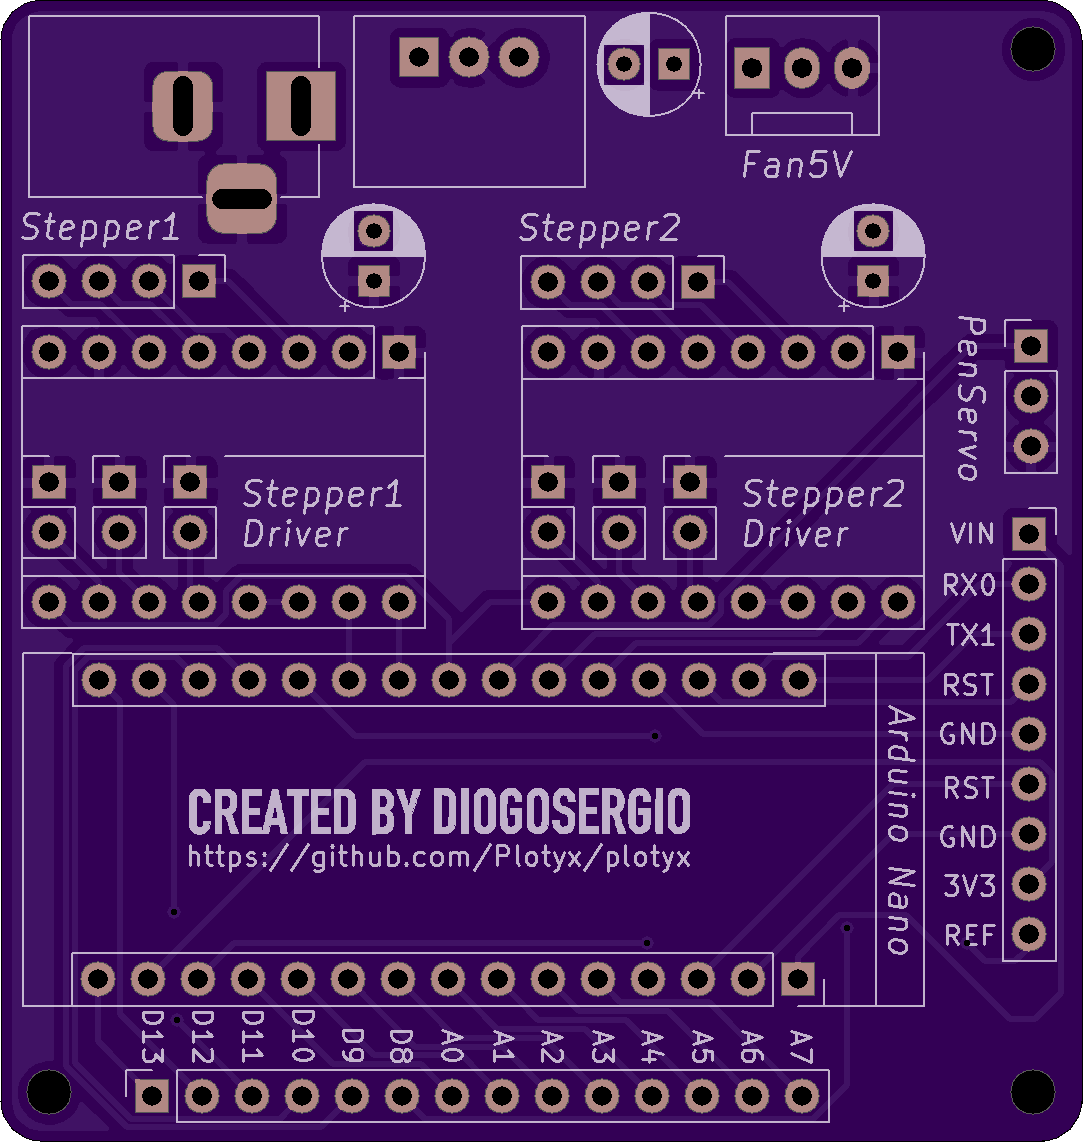 Fan5V
Stepper1
Stepper2
PenServo
Stepper1
Driver
Stepper2
Driver
VIN
RX0
TX1
RST
GND
RST
GND
3V3
REF
Arduino Nano
CREATED BY DIOGOSERGIO
https://github.com/Plotyx/plotyx
D13 D12 D11 D10 D9 D8 A0 A1 A2 A3 A4 A5 A6 A7